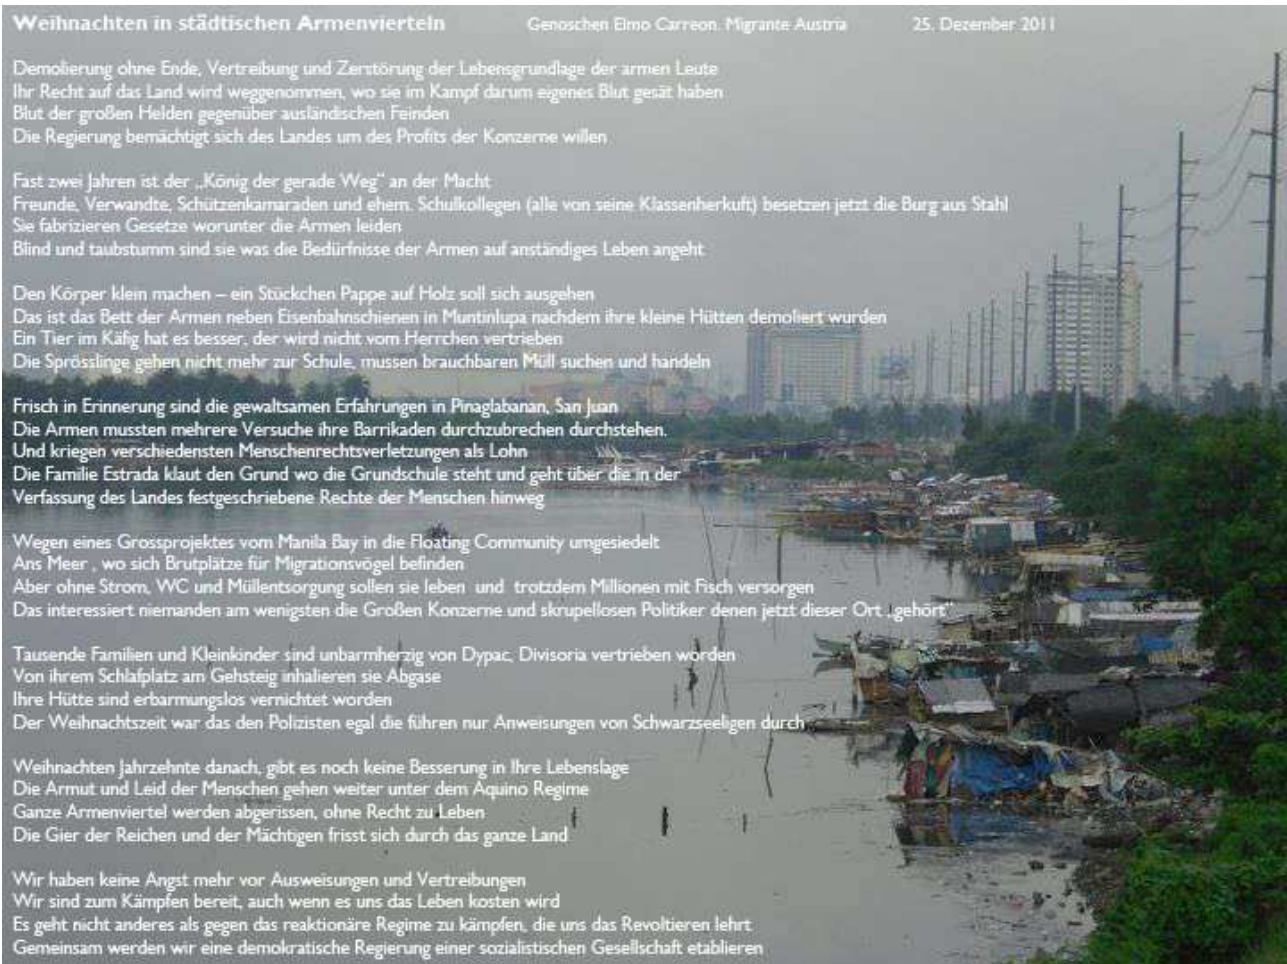 Weihnachten in städtischen Armenvierteln Genoschen Elmo Carreon. Migrante Austria 25. Dezember 2011
Demolierung ohne Ende, Vertreibung und Zerstörung der Lebensgrundlage der armen Leute
Ihr Recht auf das Land wird weggenommen, wo sie im Kampf darum eigenes Blut gesät haben
Blut der großen Helden gegenüber ausländischen Feinden
Die Regierung bemächtigt sich des Landes um des Profits der Konzerne willen
Fast zwei Jahren ist der „König der gerade Weg“ an der Macht
Freunde, Verwandte, Schützenkamaraden und ehem. Schulkollegen (alle von seine Klassenherkuft) besetzen jetzt die Burg aus Stahl
Sie fabrizieren Gesetze worunter die Armen leiden
Blind und taubstumm sind sie was die Bedürfnisse der Armen auf anständiges Leben angeht
Den Körper klein machen – ein Stückchen Pappe auf Holz soll sich ausgehen
Das ist das Bett der Armen neben Eisenbahnschienen in Muntinlupa nachdem ihre kleine Hütten demoliert wurden
Ein Tier im Käfig hat es besser, der wird nicht vom Herrchen vertrieben
Die Sprösslinge gehen nicht mehr zur Schule, mussen brauchbaren Müll suchen und handeln
Frisch in Erinnerung sind die gewaltsamen Erfahrungen in Pinaglabanan, San Juan
Die Armen mussten mehrere Versuche ihre Barrikaden durchzubrechen durchstehen.
Und kriegen verschiedensten Menschenrechtsverletzungen als Lohn
Die Familie Estrada klaut den Grund wo die Grundschule steht und geht über die in der
Verfassung des Landes festgeschriebene Rechte der Menschen hinweg
Wegen eines Grossprojektes vom Manila Bay in die Floating Community umgesiedelt
Ans Meer , wo sich Brutplätze für Migrationsvögel befinden
Aber ohne Strom, WC und Müllentsorgung sollen sie leben und trotzdem Millionen mit Fisch versorgen
Das interessiert niemanden am wenigsten die Großen Konzerne und skrupellosen Politiker denen jetzt dieser Ort „gehört“
Tausende Familien und Kleinkinder sind unbarmherzig von Dypac, Divisoria vertrieben worden
Von ihrem Schlafplatz am Gehsteig inhalieren sie Abgase
Ihre Hütte sind erbarmungslos vernichtet worden
Der Weihnachtszeit war das den Polizisten egal die führen nur Anweisungen von Schwarzseeligen durch
Weihnachten Jahrzehnte danach, gibt es noch keine Besserung in Ihre Lebenslage
Die Armut und Leid der Menschen gehen weiter unter dem Aquino Regime
Ganze Armenviertel werden abgerissen, ohne Recht zu Leben
Die Gier der Reichen und der Mächtigen frisst sich durch das ganze Land
Wir haben keine Angst mehr vor Ausweisungen und Vertreibungen
Wir sind zum Kämpfen bereit, auch wenn es uns das Leben kosten wird
Es geht nicht anderes als gegen das reaktionäre Regime zu kämpfen, die uns das Revoltieren lehrt
Gemeinsam werden wir eine demokratische Regierung einer sozialistischen Gesellschaft etablieren